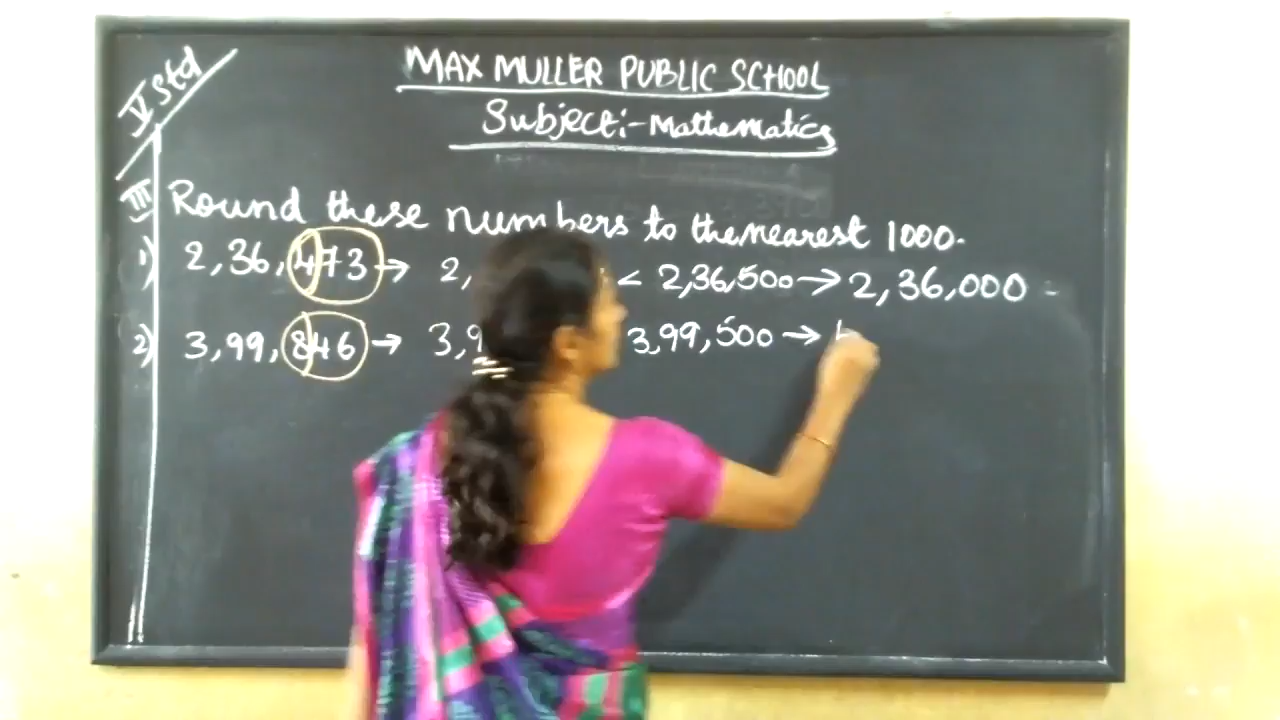 V Std
MAX MULLER PUBLIC SCHOOL
Subject:- Mathematics
III Round these numbers to the nearest 1000.
1) 2,36,473 → 2, < 2,36,500 → 2,36,000
2) 3,99,846 → 3,9 3,99,500 →